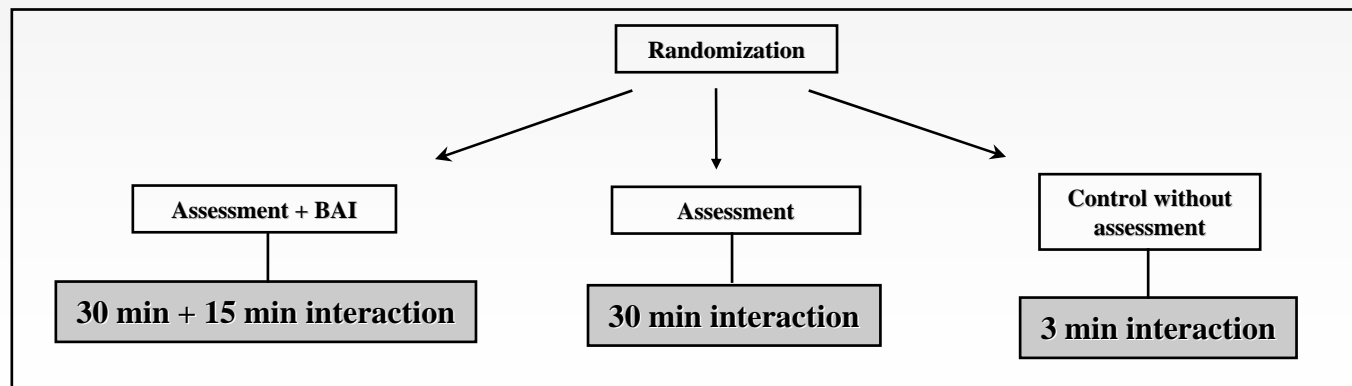 Randomization
Assessment + BAI
Assessment
Control without
assessment
30 min + 15 min interaction
30 min interaction
3 min interaction